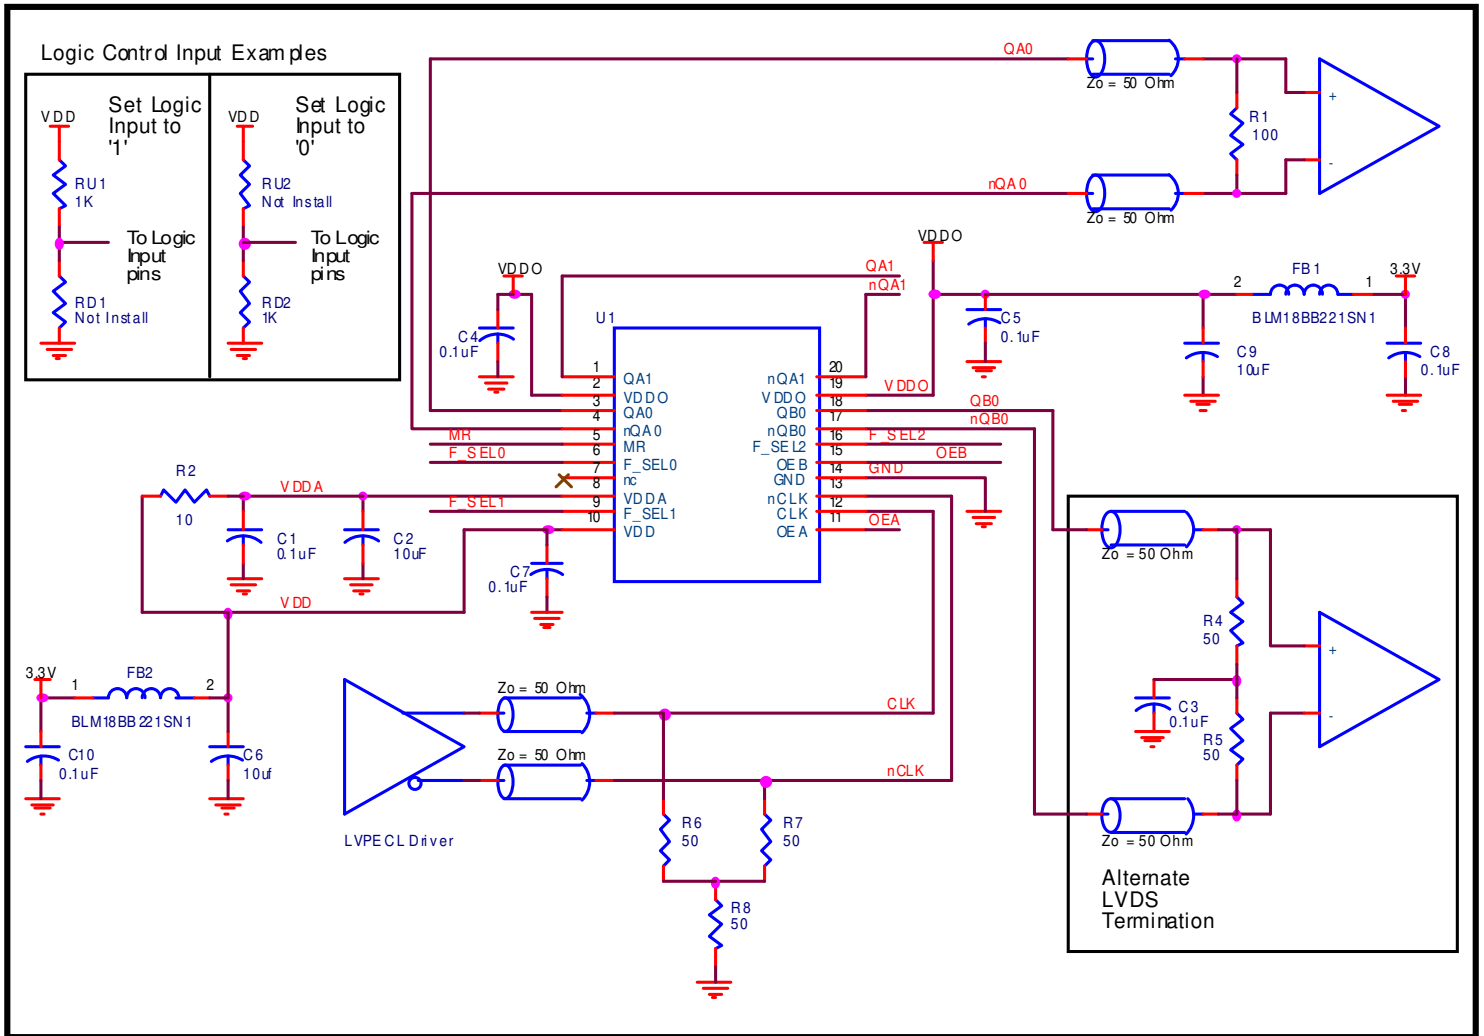 Logic Control Input Examples
VDD
Set Logic
Input to
'1'
RU1
1K
To Logic
Input
pins
RD1
Not Install
VDD
Set Logic
Input to
'0'
RU2
Not Install
To Logic
Input
pins
RD2
1K
QA0
Zo = 50 Ohm
R1
100
+
-
nQA0
Zo = 50 Ohm
VDDO
C4
0.1uF
U1
QA1
nQA1
VDDO
C5
0.1uF
FB1
2
1
BLM18BB221SN1
3.3V
C9
10uF
C8
0.1uF
1
2
3
4
5
6
7
8
9
10
QA1
VDDO
QA0
nQA0
MR
F_SEL0
nc
VDDA
F_SEL1
VDD
nQA1
VDDO
QB0
nQB0
F_SEL2
OEB
GND
nCLK
CLK
OEA
20
19
18
17
16
15
14
13
12
11
VDDO
QB0
nQB0
F_SEL2
OEB
GND
OEA
MR
F_SEL0
R2
10
VDDA
F_SEL1
C1
0.1uF
C2
10uF
C7
0.1uF
VDD
3.3V
1
FB2
2
BLM18BB221SN1
C10
0.1uF
C6
10uf
LVPECL Driver
Zo = 50 Ohm
CLK
Zo = 50 Ohm
nCLK
R6
50
R7
50
R8
50
Zo = 50 Ohm
R4
50
C3
0.1uF
R5
50
+
-
Zo = 50 Ohm
Alternate
LVDS
Termination